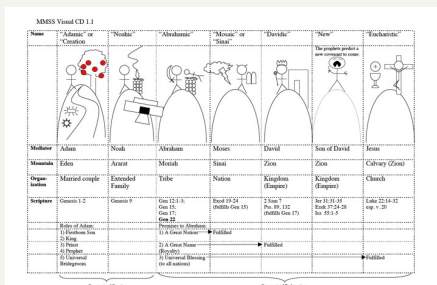 MMSS Visual CD 1.1
Name "Adamic" or "Creation "Noahic" "Abrahamic" "Mosaic" or "Sinai" "Davidic" "New" "Eucharistic"
The prophets predict a new covenant to come:
Mediator Adam Noah Abraham Moses David Son of David Jesus
Mountain Eden Ararat Moriah Sinai Zion Zion Calvary (Zion)
Organ-ization Married couple Extended Family Tribe Nation Kingdom (Empire) Kingdom (Empire) Church
Scripture Genesis 1-2 Genesis 9 Gen 12:1-3; Gen 15; Gen 17; Gen 22 Exod 19-24 (fulfills Gen 15) 2 Sam 7 Pss. 89, 132 (fulfills Gen 17) Jer 31:31-35 Ezek 37:24-28 Isa 55:1-5 Luke 22:14-32 esp. v. 20
Roles of Adam: Promises to Abraham:
1) Firstborn Son 1) A Great Nation Fulfilled
2) King
3) Priest 2) A Great Name Fulfilled
4) Prophet (Royalty)
5) Universal 3) Universal Blessing Fulfilled
Bridegroom (to all nations)